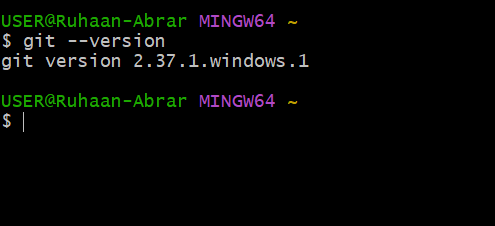 USER@Ruhaan-Abrar MINGW64 ~
$ git --version
git version 2.37.1.windows.1
USER@Ruhaan-Abrar MINGW64 ~
$